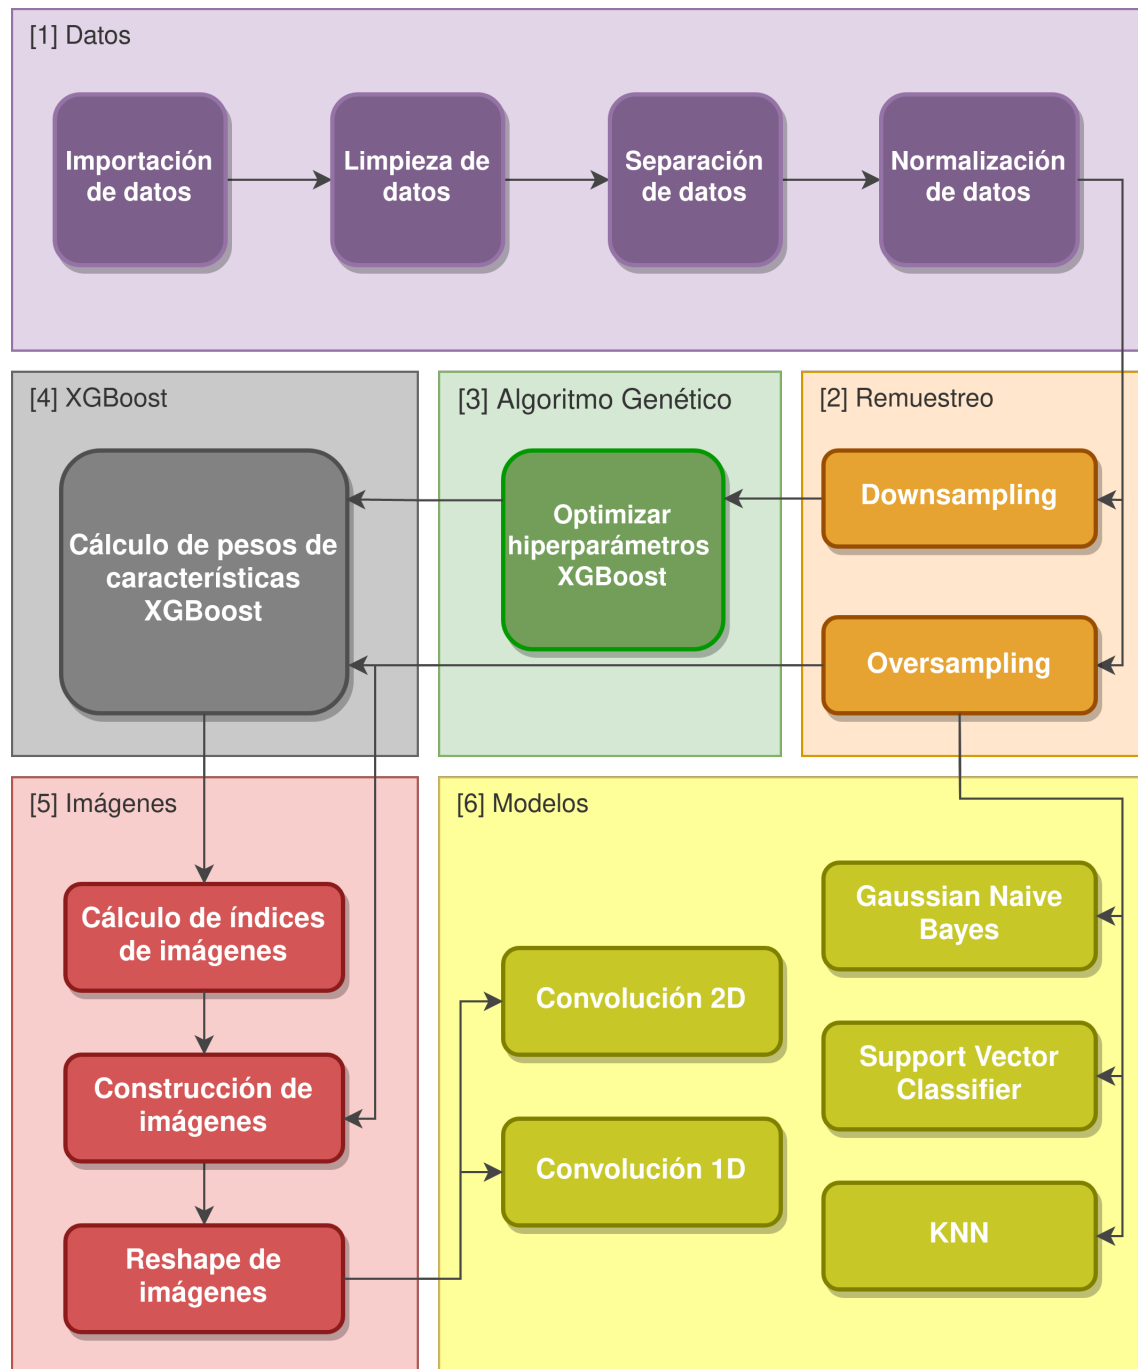 [1] Datos
Importación
de datos
Limpieza de
datos
Separación
de datos
Normalización
de datos
[4] XGBoost
Cálculo de pesos de
características
XGBoost
[3] Algoritmo Genético
Optimizar
hiperparámetros
XGBoost
[2] Remuestreo
Downsampling
Oversampling
[5] Imágenes
Cálculo de índices
de imágenes
Construcción de
imágenes
Reshape de
imágenes
[6] Modelos
Convolución 2D
Convolución 1D
Gaussian Naive
Bayes
Support Vector
Classifier
KNN